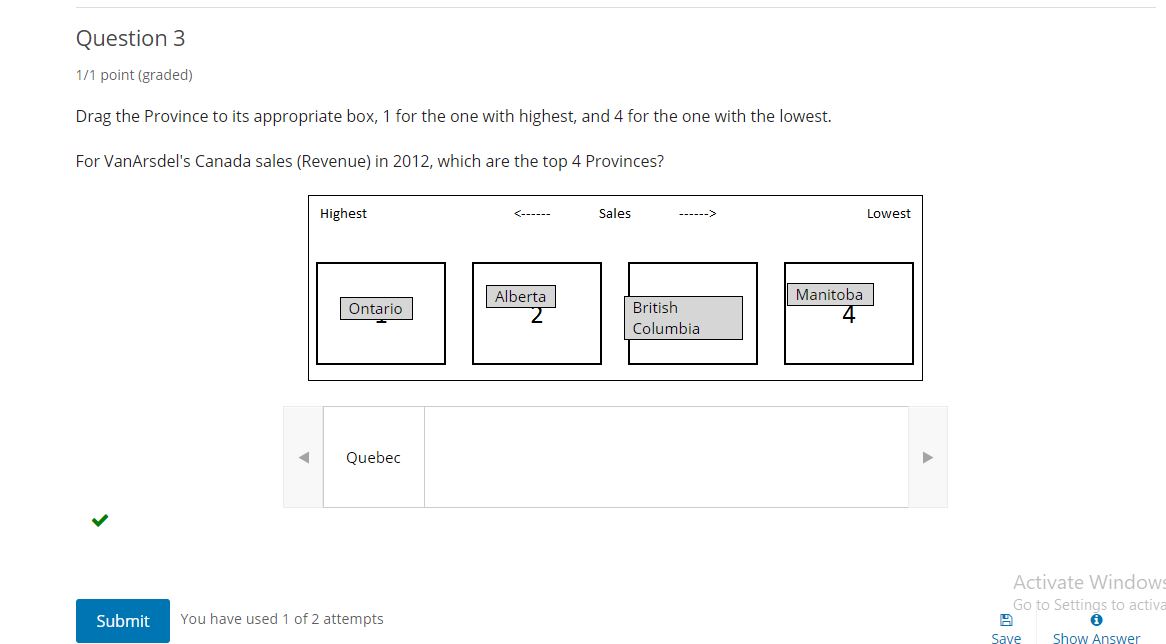 Question 3
1/1 point (graded)
Drag the Province to its appropriate box, 1 for the one with highest, and 4 for the one with the lowest.
For VanArsdel's Canada sales (Revenue) in 2012, which are the top 4 Provinces?
Highest <------ Sales ------> Lowest
Ontario
Alberta
2
British
Columbia
Manitoba
4
Quebec
Submit You have used 1 of 2 attempts
Activate Windows
Go to Settings to activa
Save
Show Answer